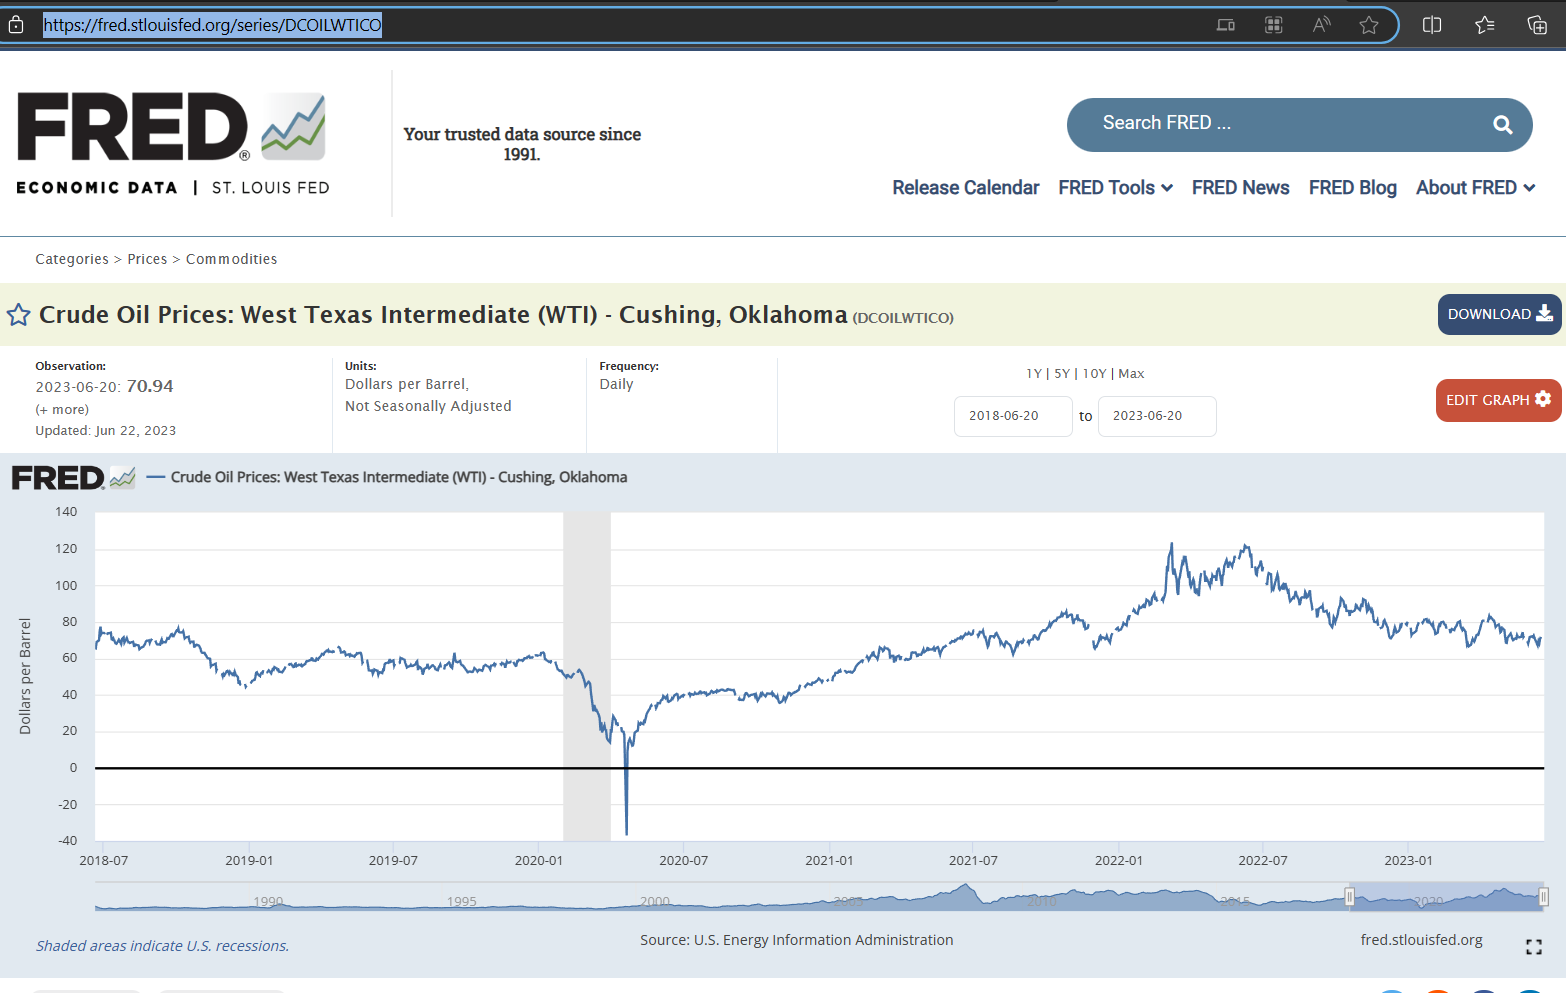 https://fred.stlouisfed.org/series/DCOILWTICO
FRED®
ECONOMIC DATA | ST. LOUIS FED
Your trusted data source since
1991.
Search FRED ...
Release Calendar FRED Tools FRED News FRED Blog About FRED
Categories > Prices > Commodities
Crude Oil Prices: West Texas Intermediate (WTI) - Cushing, Oklahoma (DCOILWTICO)
DOWNLOAD
Observation:
2023-06-20: 70.94
(+ more)
Updated: Jun 22, 2023
Units:
Dollars per Barrel,
Not Seasonally Adjusted
Frequency:
Daily
1Y | 5Y | 10Y | Max
2018-06-20 to 2023-06-20
EDIT GRAPH
FRED Crude Oil Prices: West Texas Intermediate (WTI) - Cushing, Oklahoma
Dollars per Barrel
140
120
100
80
60
40
20
0
-20
-40
2018-07 2019-01 2019-07 2020-01 2020-07 2021-01 2021-07 2022-01 2022-07 2023-01
1990 1995 2000 2005 2010 2015 2020
Shaded areas indicate U.S. recessions.
Source: U.S. Energy Information Administration
fred.stlouisfed.org